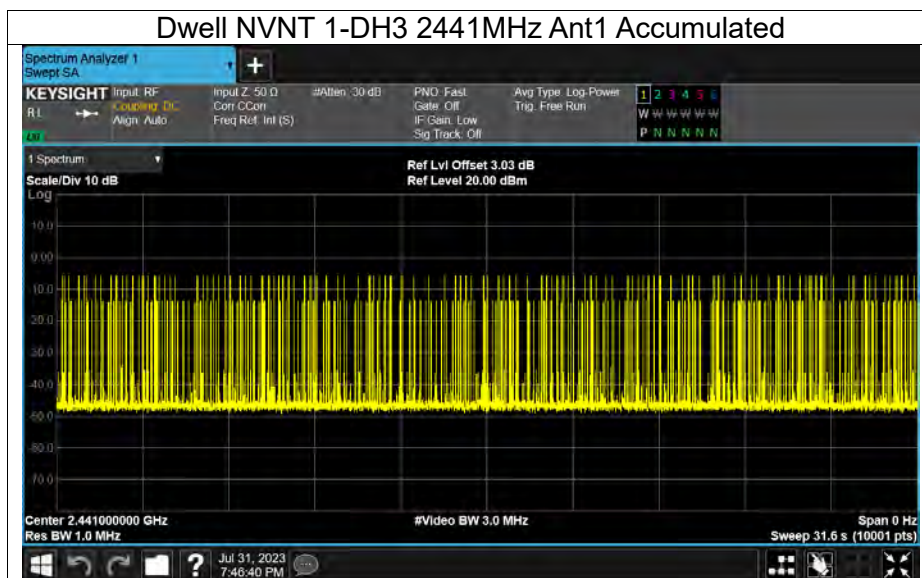 Dwell NVNT 1-DH3 2441MHz Ant1 Accumulated
Spectrum Analyzer 1
Swept SA
+
KEYSIGHT Input: RF Input Z: 50 Ω #Atten: 30 dB PNO: Fast Avg Type: Log-Power 1 2 3 4 5 6
RL Coupling: DC Corr CCorr Gate: Off Trig: Free Run W W W W W W
Align: Auto Freq Ref: Int (S) IF Gain: Low
Sig Track: Off P N N N N N
1 Spectrum
Ref Lvl Offset 3.03 dB
Scale/Div 10 dB Ref Level 20.00 dBm
Log
10.0
0.00
-10.0
-20.0
-30.0
-40.0
-50.0
-60.0
-70.0
Center 2.441000000 GHz #Video BW 3.0 MHz Span 0 Hz
Res BW 1.0 MHz Sweep 31.6 s (10001 pts)
? Jul 31, 2023
7:46:40 PM